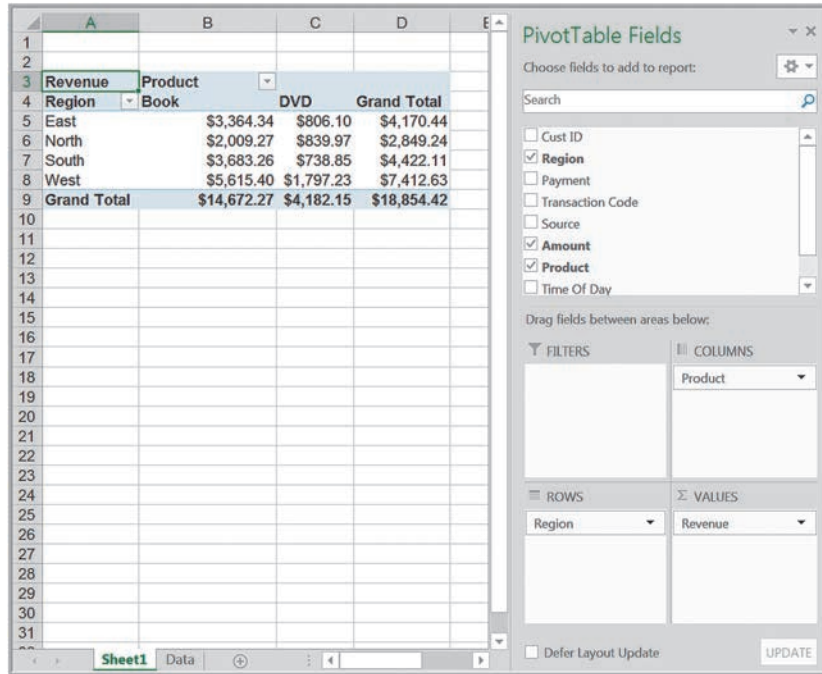 A B C D E
1
2
3 Revenue Product
4 Region Book DVD Grand Total
5 East $3,364.34 $806.10 $4,170.44
6 North $2,009.27 $839.97 $2,849.24
7 South $3,683.26 $738.85 $4,422.11
8 West $5,615.40 $1,797.23 $7,412.63
9 Grand Total $14,672.27 $4,182.15 $18,854.42
10
11
12
13
14
15
16
17
18
19
20
21
22
23
24
25
26
27
28
29
30
31
Sheet1 Data
PivotTable Fields
Choose fields to add to report:
Search
Cust ID
Region
Payment
Transaction Code
Source
Amount
Product
Time Of Day
Drag fields between areas below:
FILTERS
COLUMNS
Product
ROWS
Region
Σ VALUES
Revenue
Defer Layout Update
UPDATE